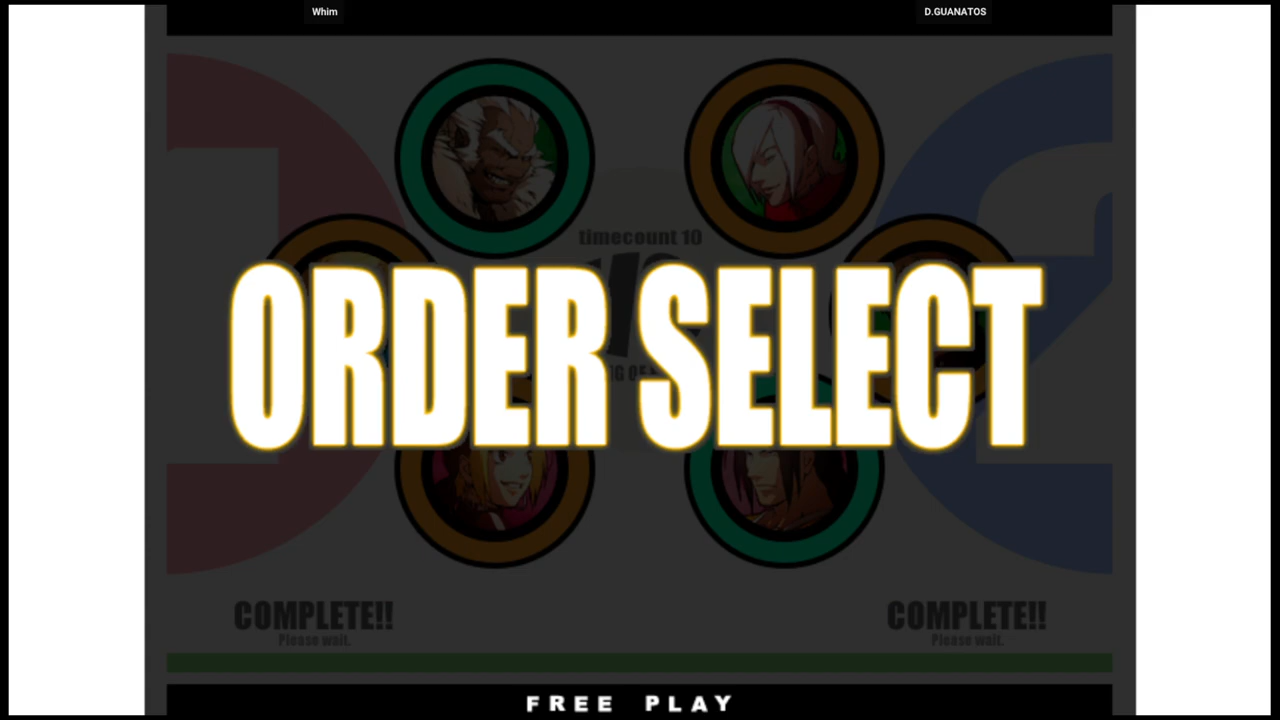 Whim
D.GUANATOS
timecount 10
ORDER SELECT
COMPLETE!!
Please wait.
COMPLETE!!
Please wait.
FREE PLAY